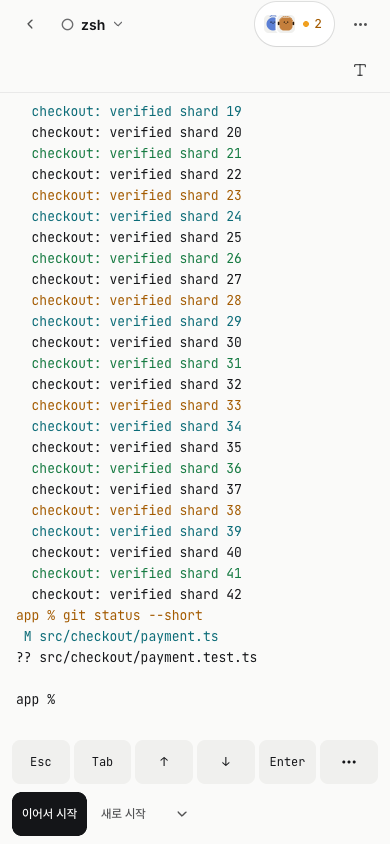 zsh
2
T
checkout: verified shard 19
checkout: verified shard 20
checkout: verified shard 21
checkout: verified shard 22
checkout: verified shard 23
checkout: verified shard 24
checkout: verified shard 25
checkout: verified shard 26
checkout: verified shard 27
checkout: verified shard 28
checkout: verified shard 29
checkout: verified shard 30
checkout: verified shard 31
checkout: verified shard 32
checkout: verified shard 33
checkout: verified shard 34
checkout: verified shard 35
checkout: verified shard 36
checkout: verified shard 37
checkout: verified shard 38
checkout: verified shard 39
checkout: verified shard 40
checkout: verified shard 41
checkout: verified shard 42
app % git status --short
M src/checkout/payment.ts
?? src/checkout/payment.test.ts
app %
Esc Tab ↑ ↓ Enter •••
이어서 시작 새로 시작